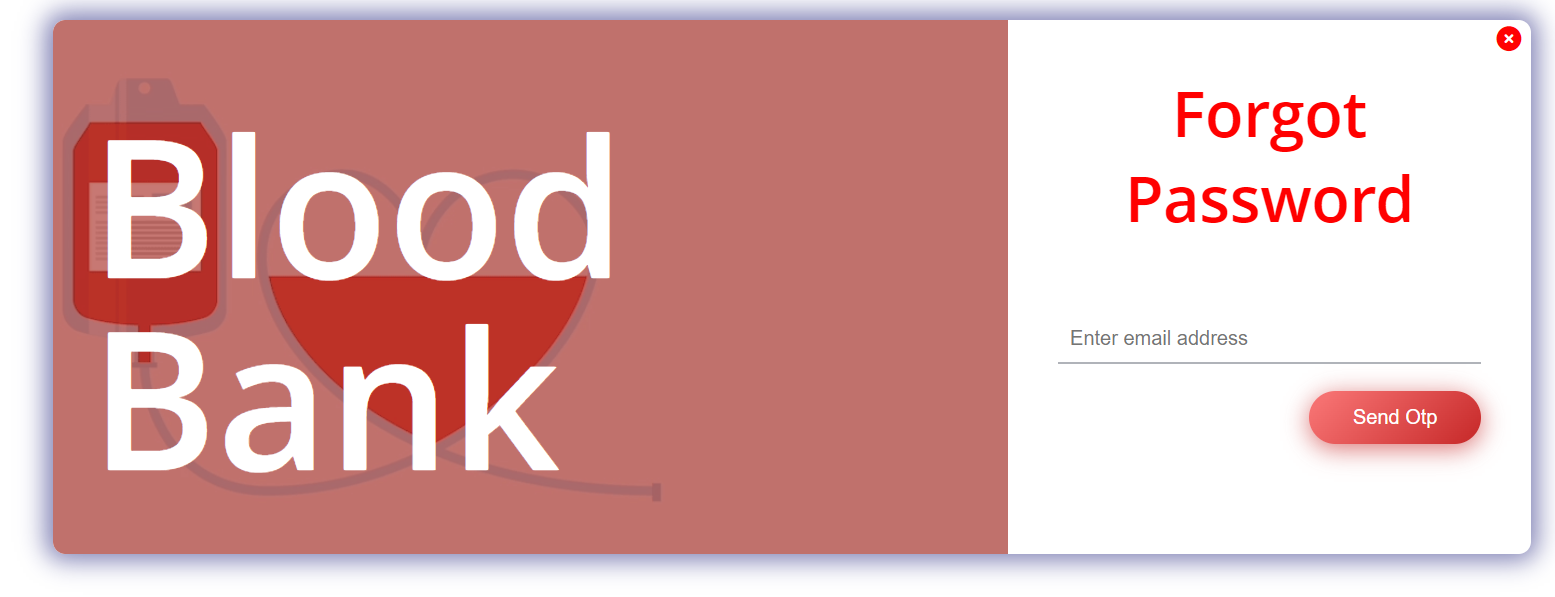 Blood
Bank
Forgot
Password
Enter email address
Send Otp